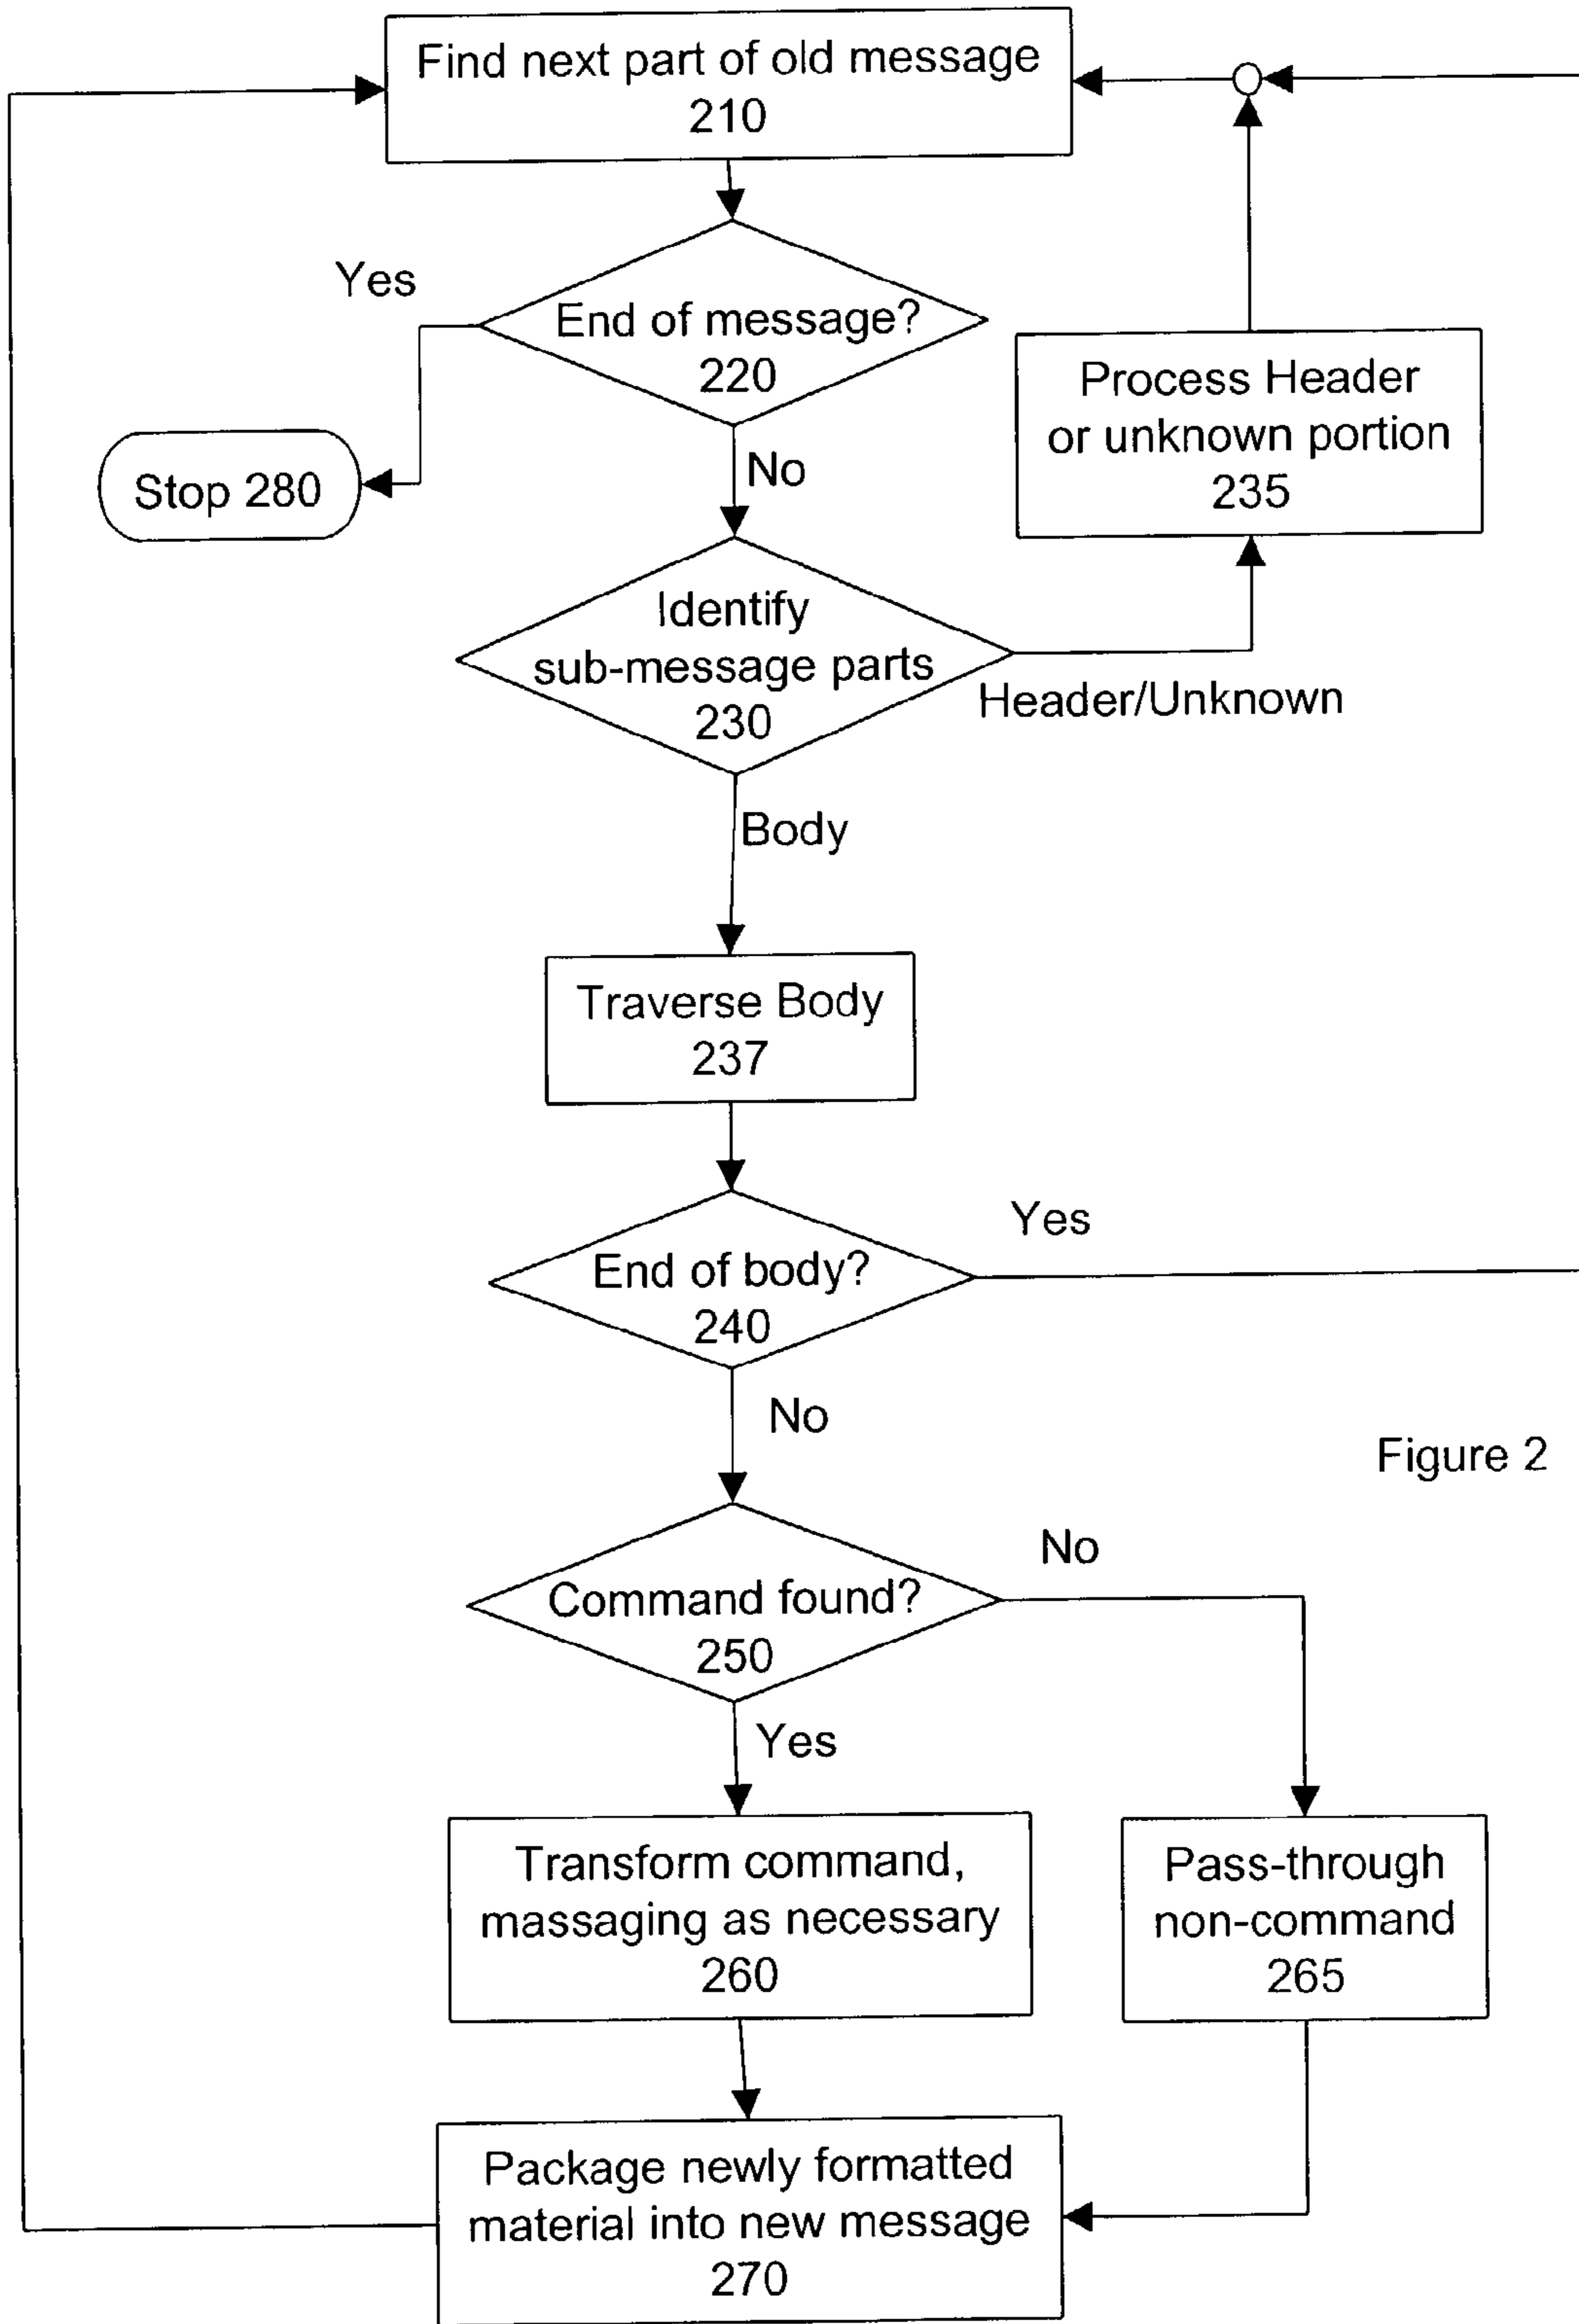 Find next part of old message
210
Yes
End of message?
220
Process Header
or unknown portion
235
Stop 280
No
Identify
sub-message parts
230
Header/Unknown
Body
Traverse Body
237
Yes
End of body?
240
No
Figure 2
No
Command found?
250
Yes
Transform command,
massaging as necessary
260
Pass-through
non-command
265
Package newly formatted
material into new message
270